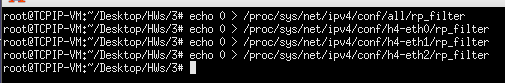 root@TCPIP-VM:~/Desktop/HWs/3# echo 0 > /proc/sys/net/ipv4/conf/all/rp_filter
root@TCPIP-VM:~/Desktop/HWs/3# echo 0 > /proc/sys/net/ipv4/conf/h4-eth0/rp_filter
root@TCPIP-VM:~/Desktop/HWs/3# echo 0 > /proc/sys/net/ipv4/conf/h4-eth1/rp_filter
root@TCPIP-VM:~/Desktop/HWs/3# echo 0 > /proc/sys/net/ipv4/conf/h4-eth2/rp_filter
root@TCPIP-VM:~/Desktop/HWs/3#